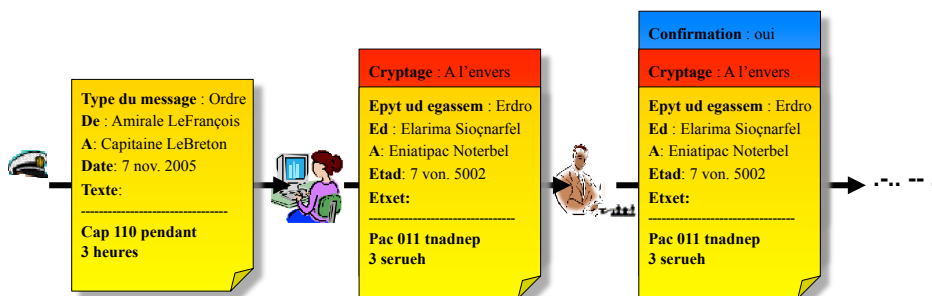 Type du message : Ordre
De : Amirale LeFrançois
A: Capitaine LeBreton
Date: 7 nov. 2005
Texte:
---------------------------------
Cap 110 pendant
3 heures
Cryptage : A l’envers
Epyt ud egassem : Erdro
Ed : Elarima Sioçnarfel
A: Eniatipac Noterbel
Etad: 7 von. 5002
Etxet:
---------------------------------
Pac 011 tnadnep
3 serueh
Confirmation : oui
Cryptage : A l’envers
Epyt ud egassem : Erdro
Ed : Elarima Sioçnarfel
A: Eniatipac Noterbel
Etad: 7 von. 5002
Etxet:
---------------------------------
Pac 011 tnadnep
3 serueh
.-.. --